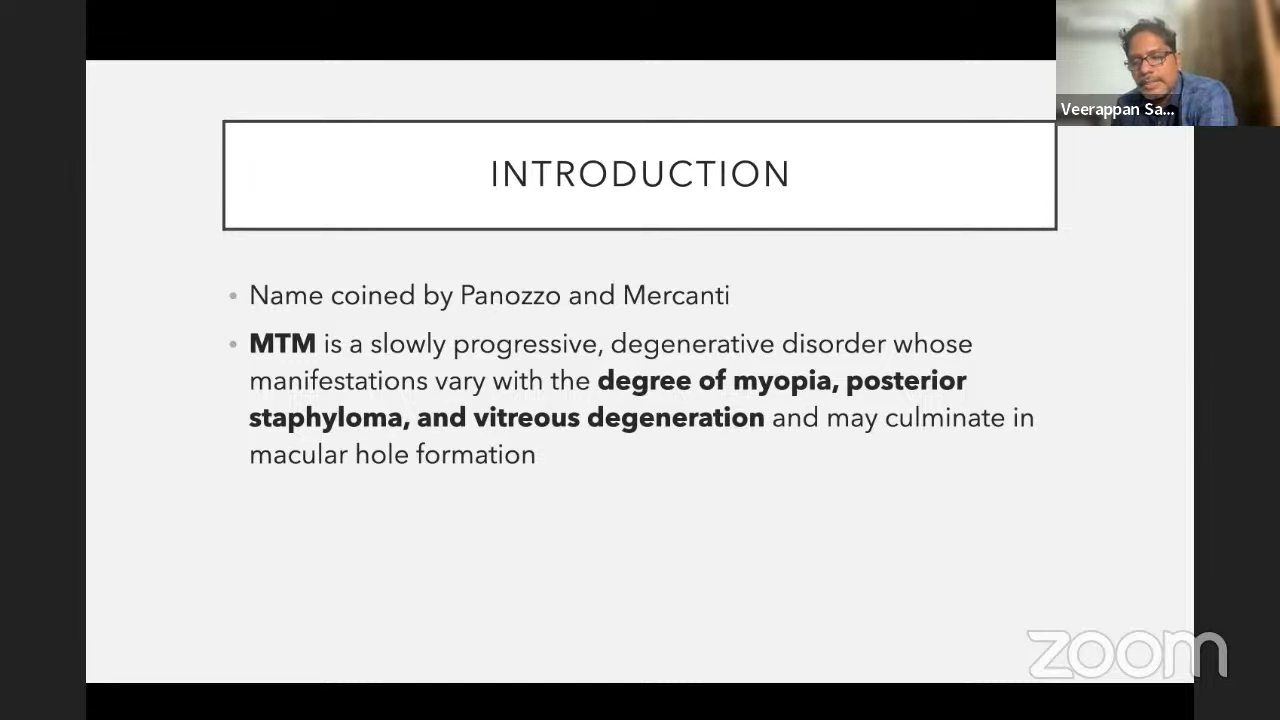 Veerappan Sa...
INTRODUCTION
• Name coined by Panozzo and Mercanti
• MTM is a slowly progressive, degenerative disorder whose
manifestations vary with the degree of myopia, posterior
staphyloma, and vitreous degeneration and may culminate in
macular hole formation
zoom